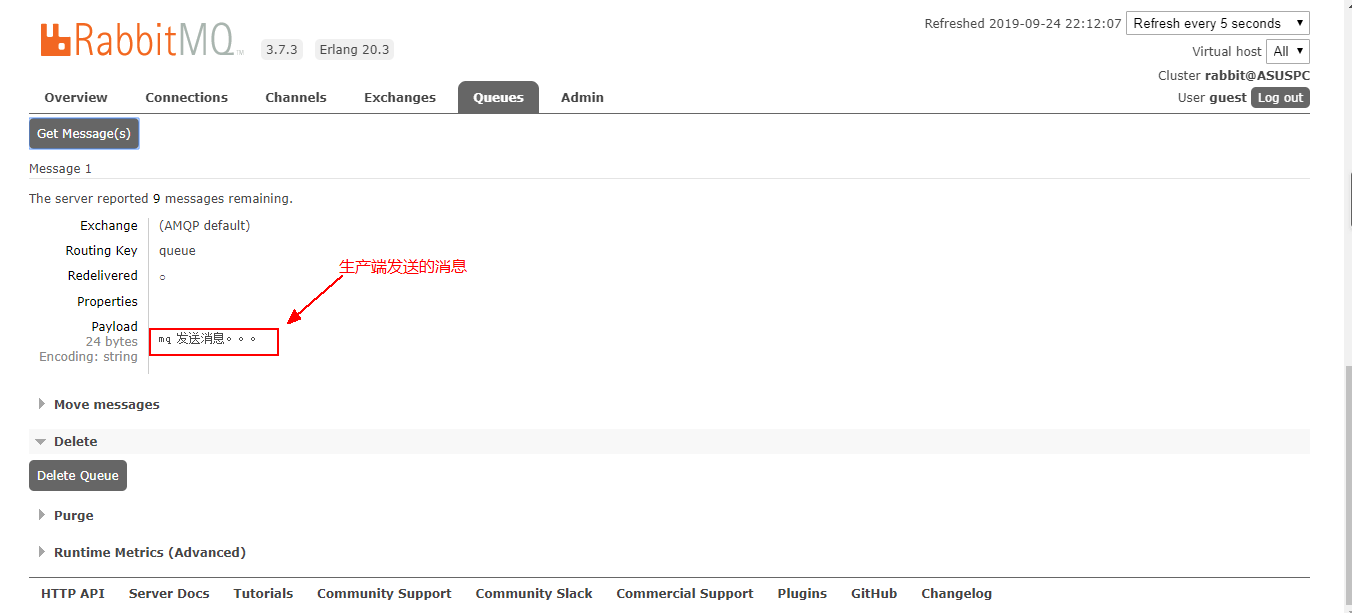 RabbitMQ TM 3.7.3 Erlang 20.3
Refreshed 2019-09-24 22:12:07 Refresh every 5 seconds
Virtual host All
Cluster rabbit@ASUSPC
User guest Log out
Overview Connections Channels Exchanges Queues Admin
Get Message(s)
Message 1
The server reported 9 messages remaining.
Exchange (AMQP default)
Routing Key queue
生产端发送的消息
Redelivered ○
Properties
Payload
24 bytes
Encoding: string
mq 发送消息。。。
Move messages
Delete
Delete Queue
Purge
Runtime Metrics (Advanced)
HTTP API Server Docs Tutorials Community Support Community Slack Commercial Support Plugins GitHub Changelog